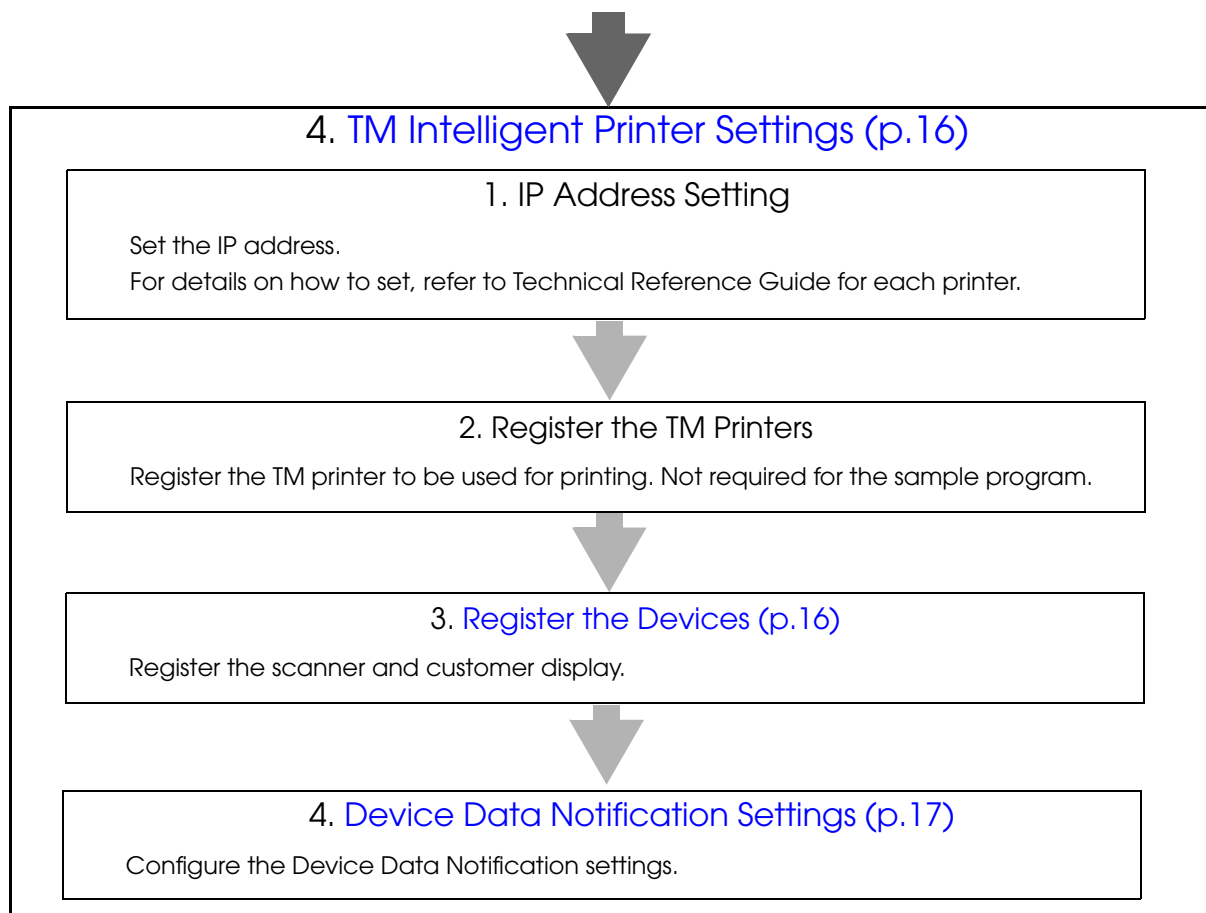 4. TM Intelligent Printer Settings (p.16)
1. IP Address Setting
Set the IP address.
For details on how to set, refer to Technical Reference Guide for each printer.
2. Register the TM Printers
Register the TM printer to be used for printing. Not required for the sample program.
3. Register the Devices (p.16)
Register the scanner and customer display.
4. Device Data Notification Settings (p.17)
Configure the Device Data Notification settings.